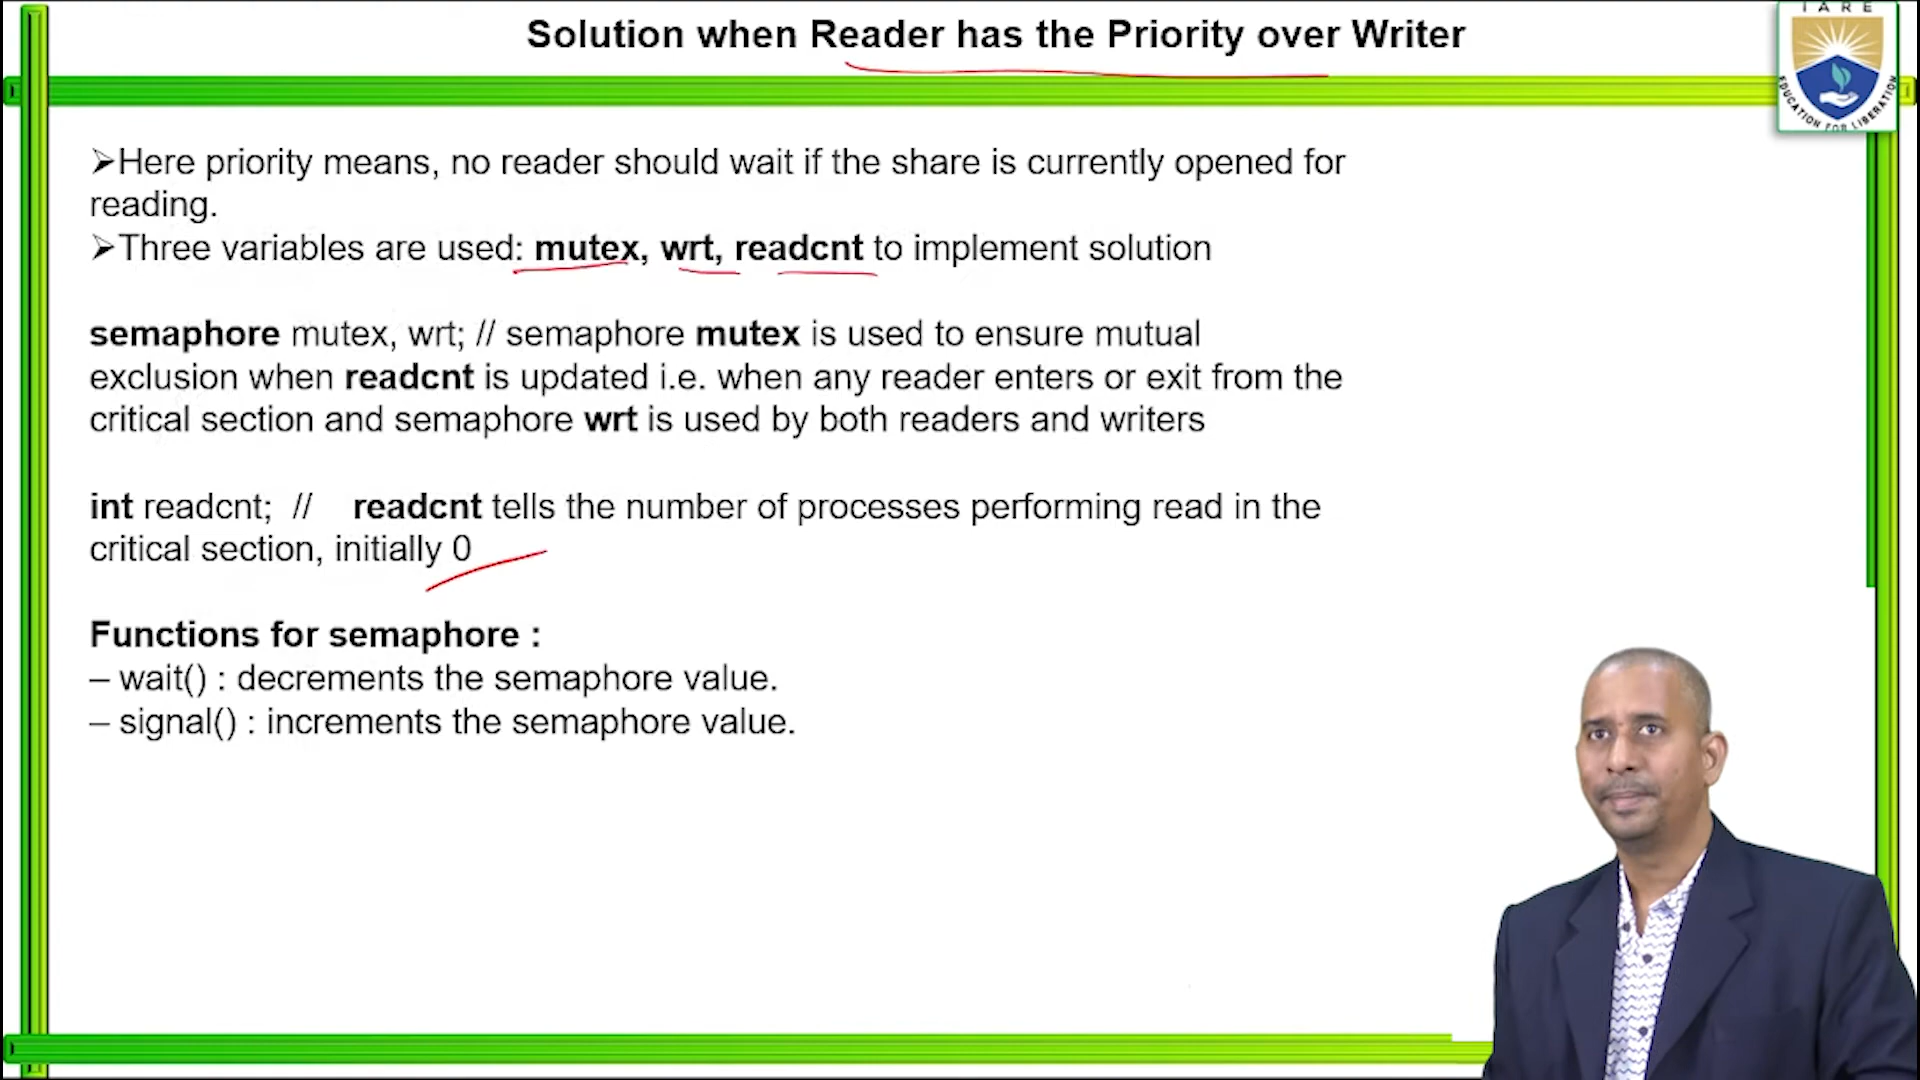 Solution when Reader has the Priority over Writer
IARE
EDUCATION FOR LIBERATION
➢Here priority means, no reader should wait if the share is currently opened for
reading.
➢Three variables are used: mutex, wrt, readcnt to implement solution
semaphore mutex, wrt; // semaphore mutex is used to ensure mutual
exclusion when readcnt is updated i.e. when any reader enters or exit from the
critical section and semaphore wrt is used by both readers and writers
int readcnt; // readcnt tells the number of processes performing read in the
critical section, initially 0
Functions for semaphore :
– wait() : decrements the semaphore value.
– signal() : increments the semaphore value.